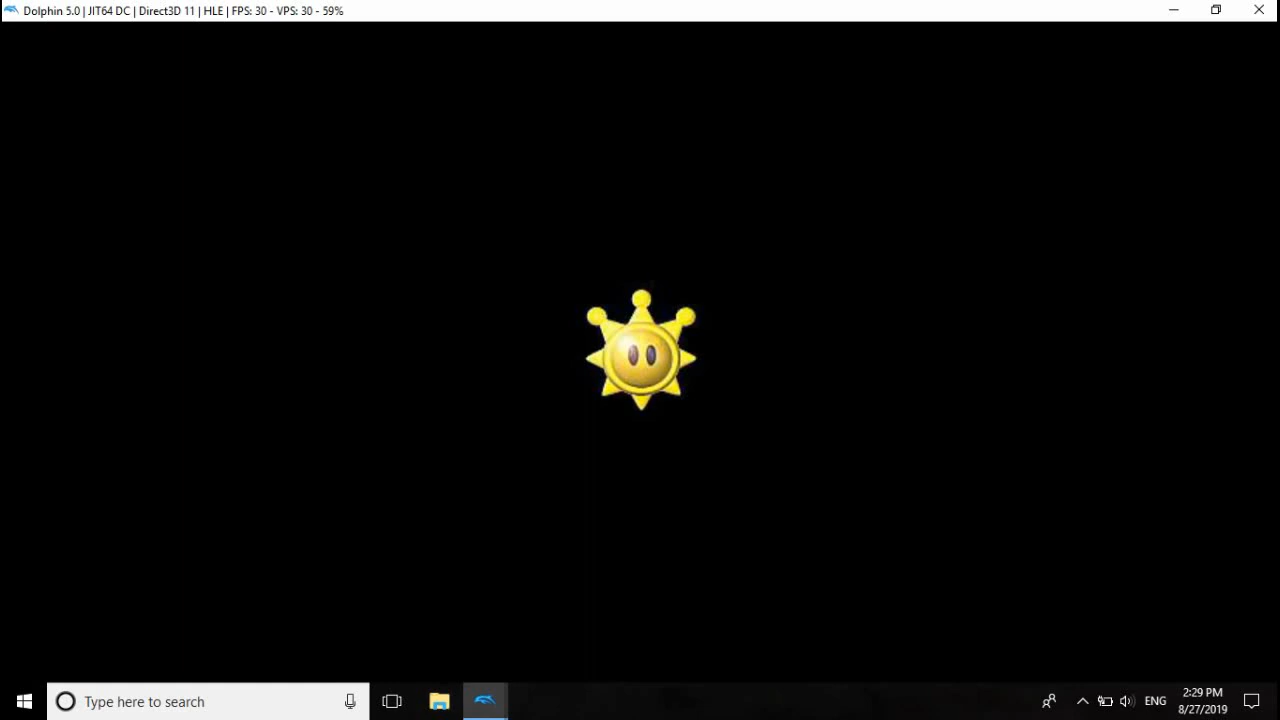 Dolphin 5.0 | JIT64 DC | Direct3D 11 | HLE | FPS: 30 - VPS: 30 - 59%
Type here to search
ENG
2:29 PM
8/27/2019